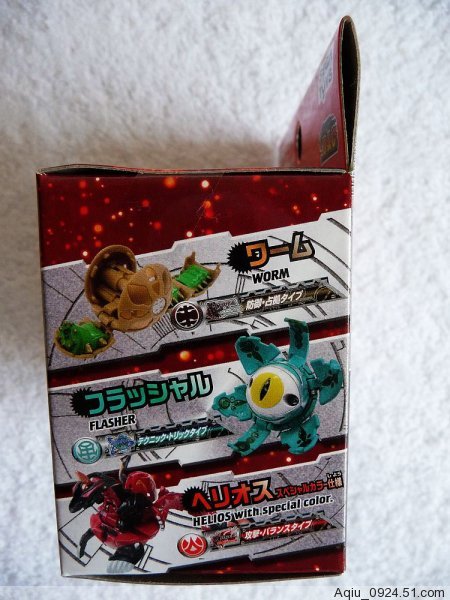 ワーム
WORM
防御・占拠タイプ
フラッシャル
FLASHER
テクニック・トリックタイプ
ヘリオス スペシャルカラー仕様
HELIOS with special color.
攻撃・バランスタイプ
Aqiu_0924.51.com